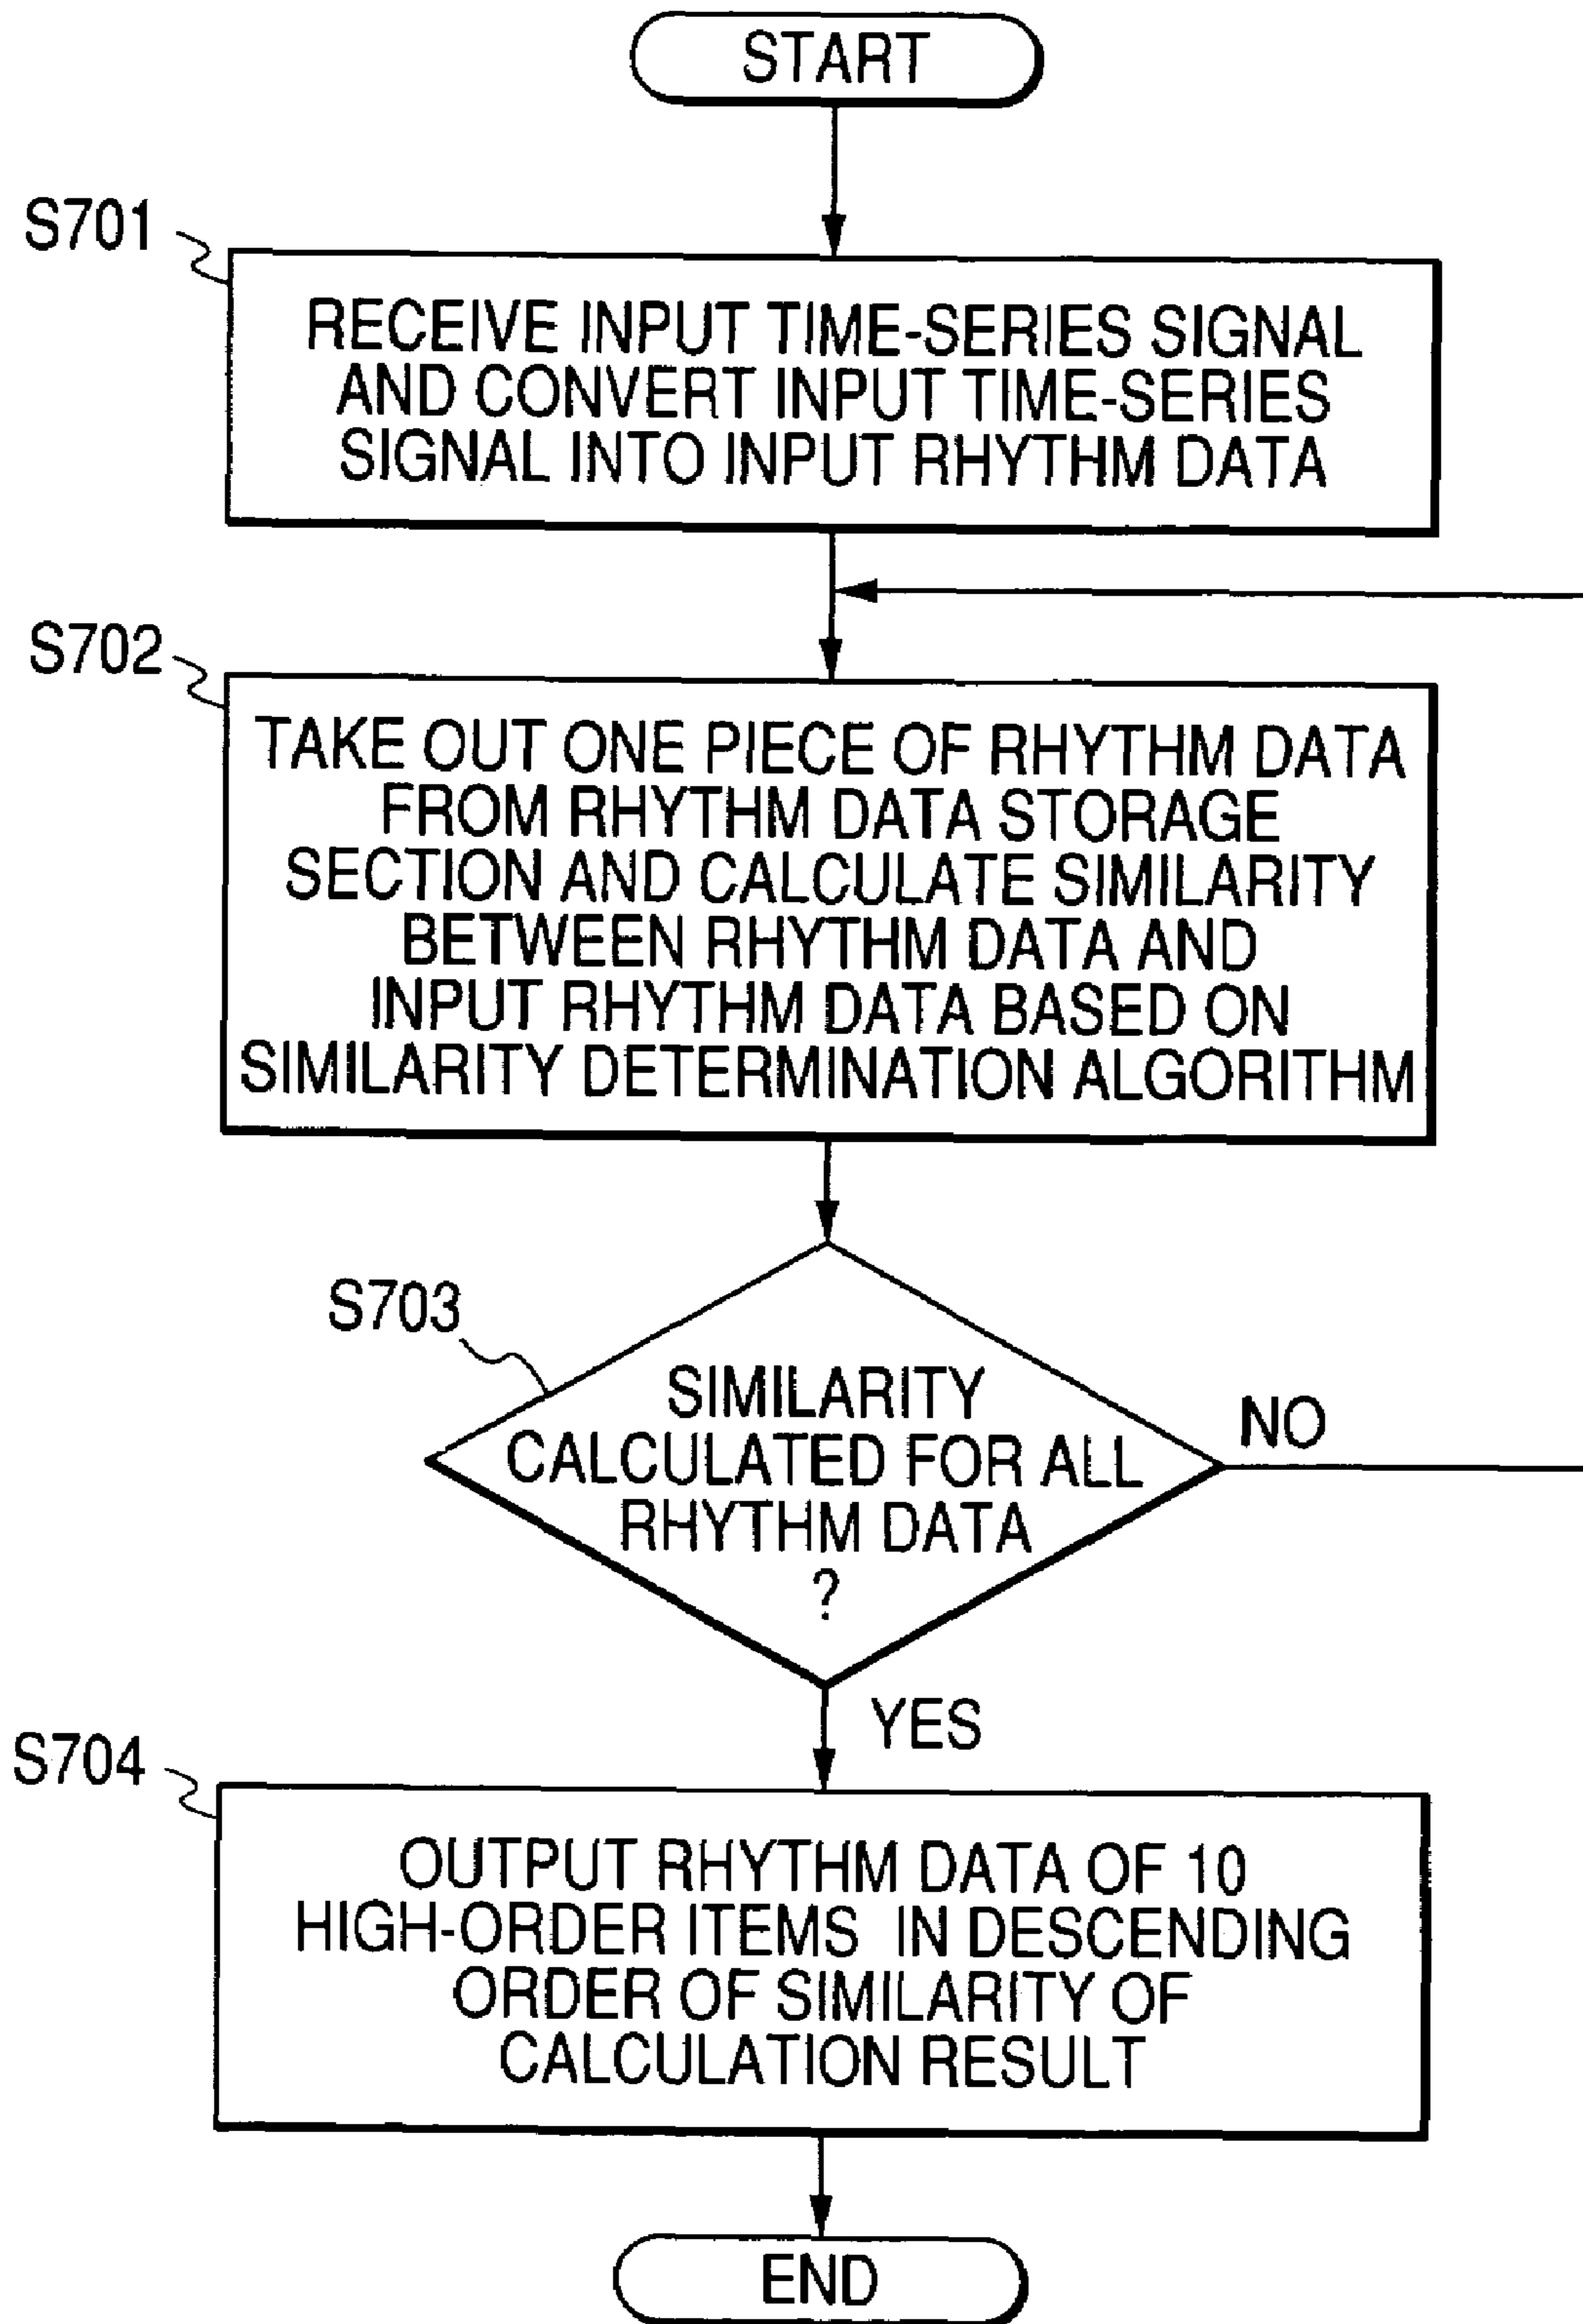 START
S701
RECEIVE INPUT TIME-SERIES SIGNAL
AND CONVERT INPUT TIME-SERIES
SIGNAL INTO INPUT RHYTHM DATA
S702
TAKE OUT ONE PIECE OF RHYTHM DATA
FROM RHYTHM DATA STORAGE
SECTION AND CALCULATE SIMILARITY
BETWEEN RHYTHM DATA AND
INPUT RHYTHM DATA BASED ON
SIMILARITY DETERMINATION ALGORITHM
S703
SIMILARITY
CALCULATED FOR ALL
RHYTHM DATA
?
NO
YES
S704
OUTPUT RHYTHM DATA OF 10
HIGH-ORDER ITEMS IN DESCENDING
ORDER OF SIMILARITY OF
CALCULATION RESULT
END